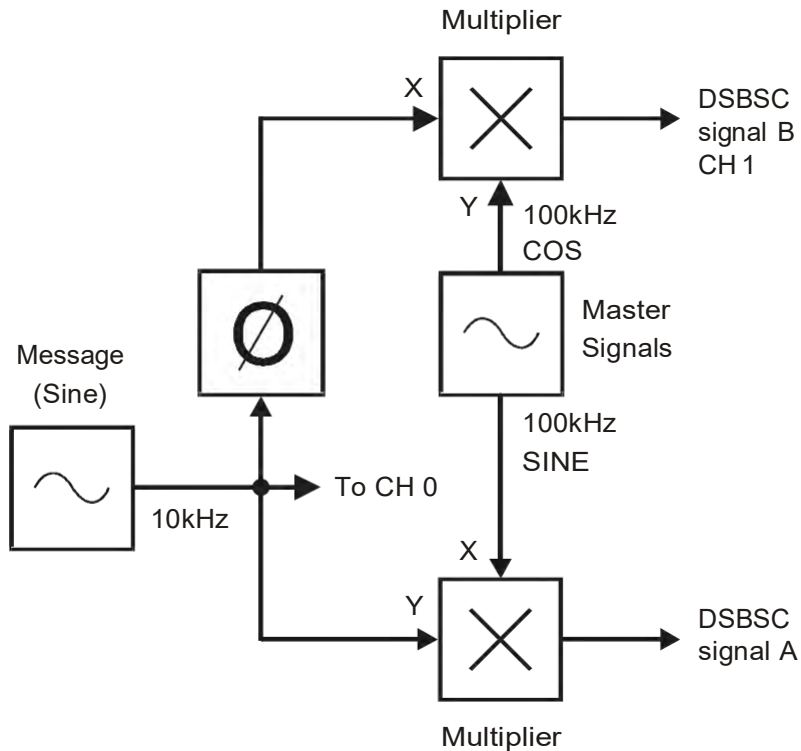 Multiplier
X
DSBSC
signal B
CH 1
Y
100kHz
COS
Ø
Master
Signals
Message
(Sine)
100kHz
SINE
To CH 0
10kHz
X
Y
DSBSC
signal A
Multiplier